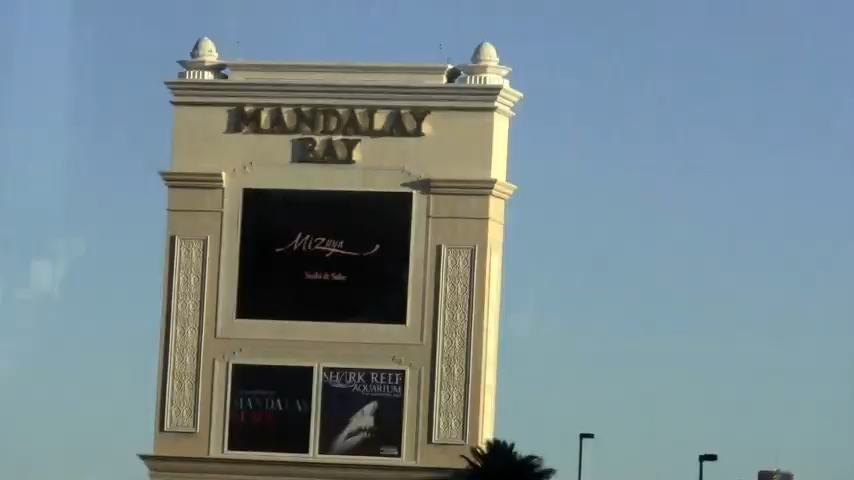 MANDALAY
BAY
Mizuya
Sushi & Sake
MANDALAY
SHARK REEF
AQUARIUM